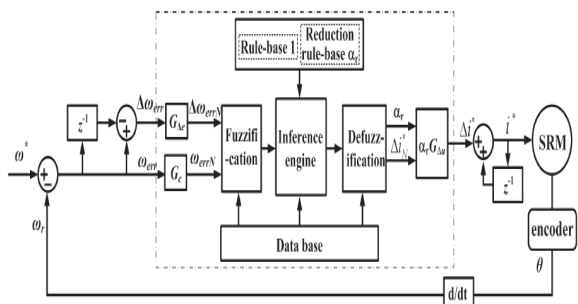 Rule-base 1
Reduction
rule-base αr
Δωerr
GΔe
ΔωerrN
z-1
ω*
ωerr
Ge
ωerrN
ωr
Fuzzifi
-cation
Inference
engine
Defuzz-
ification
αr
Δi*N
αrGΔu
Δi*
i*
z-1
SRM
encoder
θ
Data base
d/dt